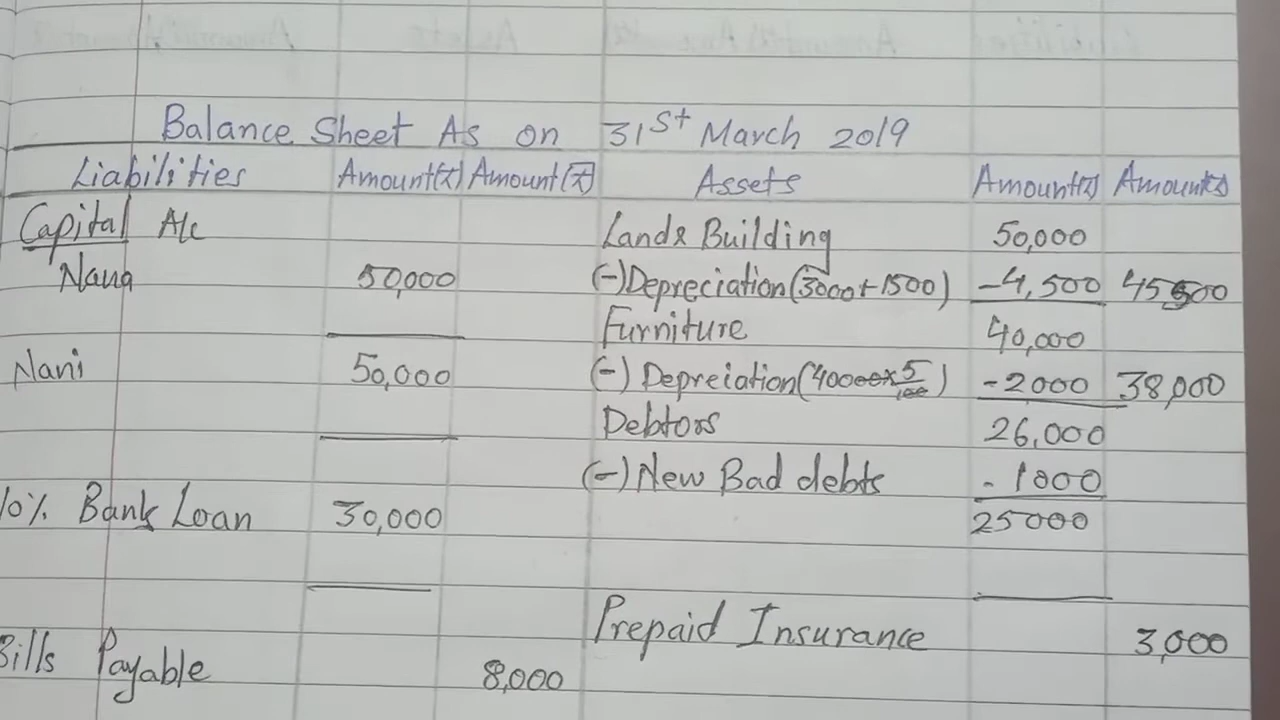 Balance Sheet As on 31st March 2019
Liabilities Amount(₹) Amount(₹) Assets Amount(₹) Amount(₹)
Capital A/c Land & Building 50,000
Nana 50,000 (-) Depreciation (3000+1500) -4,500 45,500
Furniture 40,000
Nani 50,000 (-) Depreiation (40000×5/100) -2000 38,000
Debtors 26,000
(-) New Bad debts -1000
10% Bank Loan 30,000 25000
Prepaid Insurance 3,000
Bills Payable 8,000